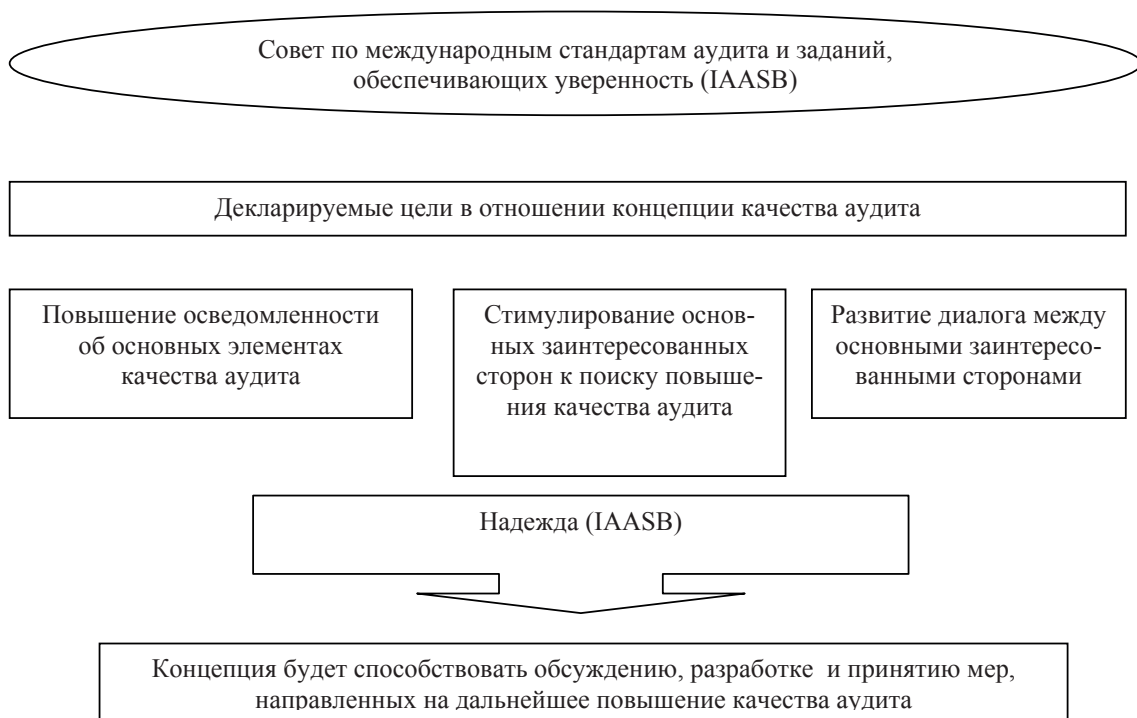 Совет по международным стандартам аудита и заданий,
обеспечивающих уверенность (IAASB)
Декларируемые цели в отношении концепции качества аудита
Повышение осведомленности
об основных элементах
качества аудита
Стимулирование основ-
ных заинтересованных
сторон к поиску повыше-
ния качества аудита
Развитие диалога между
основными заинтересо-
ванными сторонами
Надежда (IAASB)
Концепция будет способствовать обсуждению, разработке и принятию мер,
направленных на дальнейшее повышение качества аудита